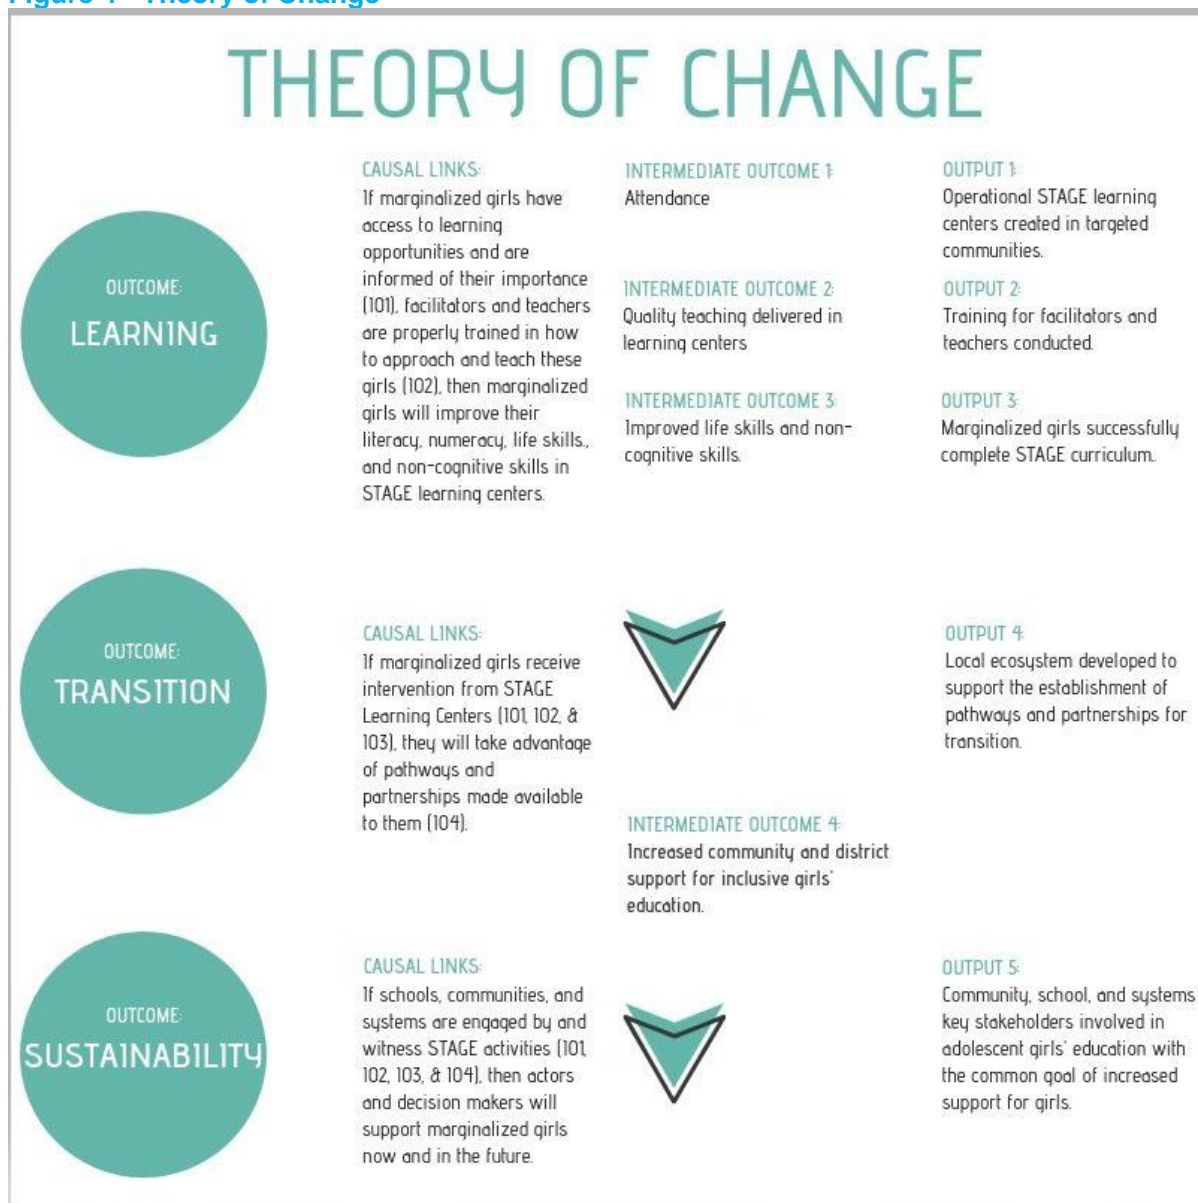 Figure 1 - Theory of Change
THEORY OF CHANGE
OUTCOME:
LEARNING
CAUSAL LINKS:
If marginalized girls have
access to learning
opportunities and are
informed of their importance
(101), facilitators and teachers
are properly trained in how
to approach and teach these
girls (102), then marginalized
girls will improve their
literacy, numeracy, life skills,,
and non-cognitive skills in
STAGE learning centers.
INTERMEDIATE OUTCOME 1:
Attendance
INTERMEDIATE OUTCOME 2:
Quality teaching delivered in
learning centers
INTERMEDIATE OUTCOME 3:
Improved life skills and non-
cognitive skills.
OUTPUT 1:
Operational STAGE learning
centers created in targeted
communities.
OUTPUT 2:
Training for facilitators and
teachers conducted.
OUTPUT 3:
Marginalized girls successfully
complete STAGE curriculum.
OUTCOME:
TRANSITION
CAUSAL LINKS:
If marginalized girls receive
intervention from STAGE
Learning Centers (101, 102, &
103), they will take advantage
of pathways and
partnerships made available
to them (104).
OUTPUT 4:
Local ecosystem developed to
support the establishment of
pathways and partnerships for
transition.
INTERMEDIATE OUTCOME 4:
Increased community and district
support for inclusive girls'
education.
OUTCOME:
SUSTAINABILITY
CAUSAL LINKS:
If schools, communities, and
systems are engaged by and
witness STAGE activities (101,
102, 103, & 104), then actors
and decision makers will
support marginalized girls
now and in the future.
OUTPUT 5:
Community, school, and systems
key stakeholders involved in
adolescent girls' education with
the common goal of increased
support for girls.